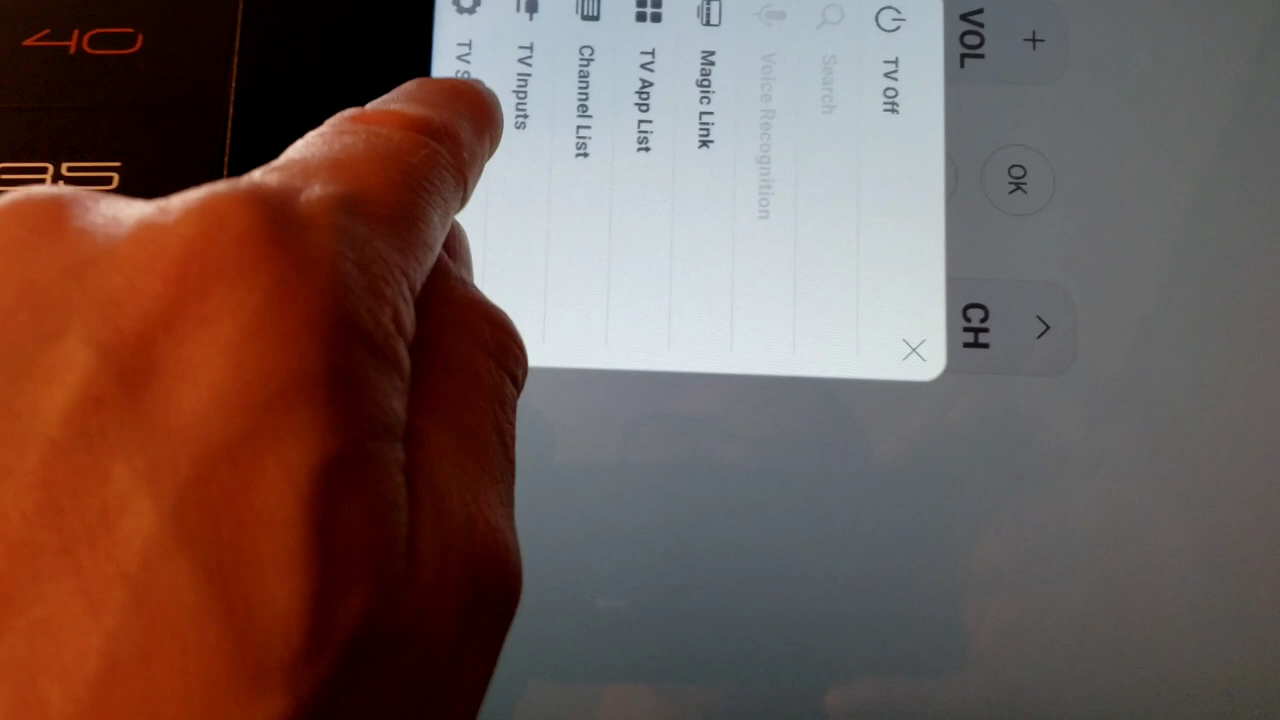 +
VOL
OK
CH
TV Off
Search
Voice Recognition
Magic Link
TV App List
Channel List
TV Inputs
TV
40
35